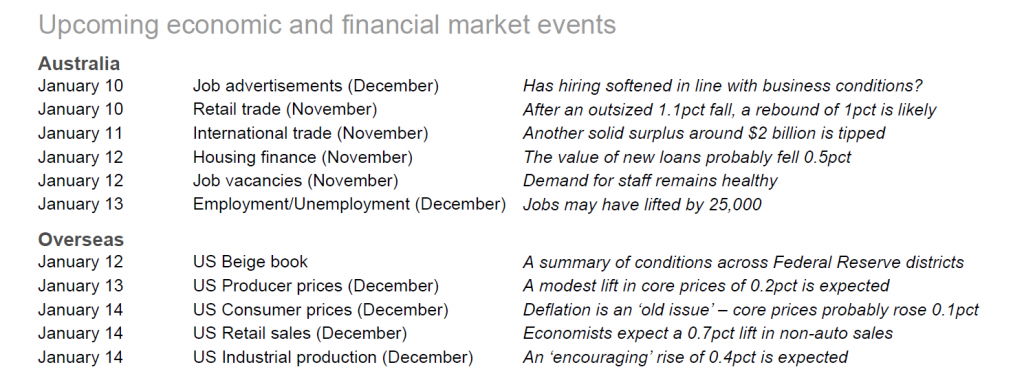 Upcoming economic and financial market events
Australia
January 10 Job advertisements (December) Has hiring softened in line with business conditions?
January 10 Retail trade (November) After an outsized 1.1pct fall, a rebound of 1pct is likely
January 11 International trade (November) Another solid surplus around $2 billion is tipped
January 12 Housing finance (November) The value of new loans probably fell 0.5pct
January 12 Job vacancies (November) Demand for staff remains healthy
January 13 Employment/Unemployment (December) Jobs may have lifted by 25,000
Overseas
January 12 US Beige book A summary of conditions across Federal Reserve districts
January 13 US Producer prices (December) A modest lift in core prices of 0.2pct is expected
January 14 US Consumer prices (December) Deflation is an ‘old issue’ – core prices probably rose 0.1pct
January 14 US Retail sales (December) Economists expect a 0.7pct lift in non-auto sales
January 14 US Industrial production (December) An ‘encouraging’ rise of 0.4pct is expected